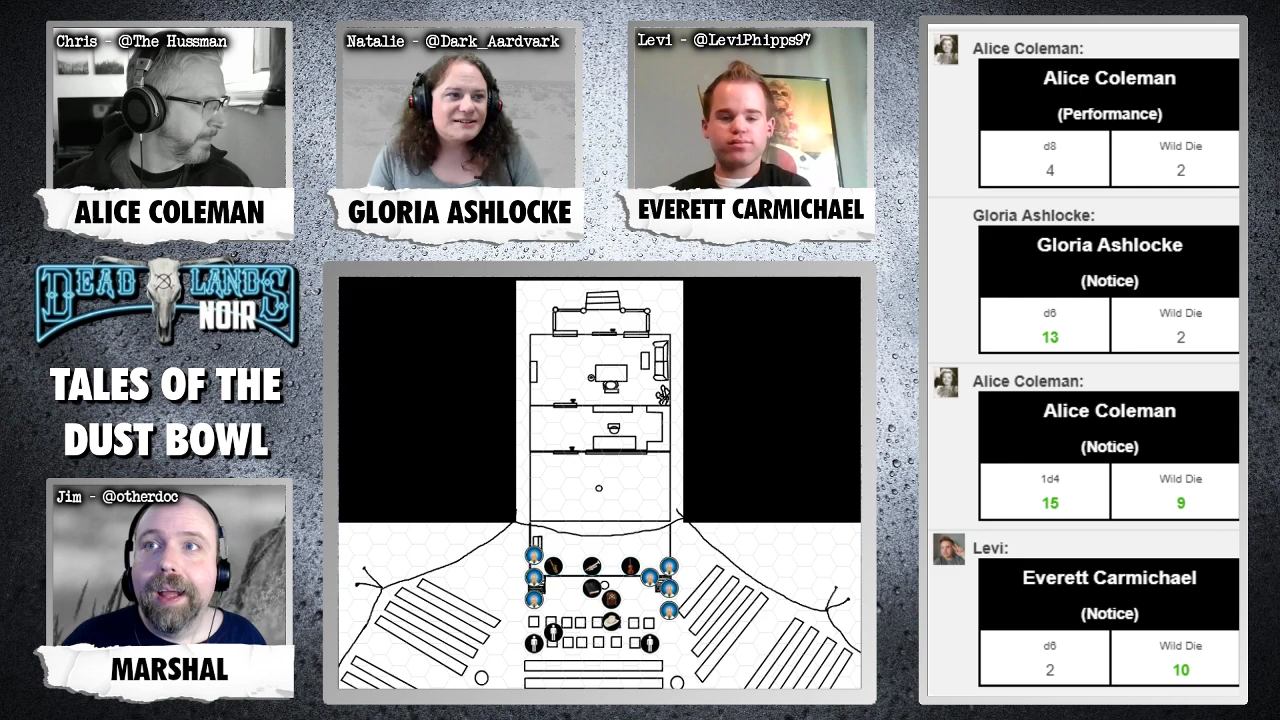 Chris - @The Hussman
ALICE COLEMAN
Natalie - @Dark_Aardvark
GLORIA ASHLOCKE
Levi - @LeviPhipps97
EVERETT CARMICHAEL
DEADLANDS
NOIR
TALES OF THE
DUST BOWL
Jim - @otherdoc
MARSHAL
Alice Coleman:
Alice Coleman
(Performance)
d8
Wild Die
4
2
Gloria Ashlocke:
Gloria Ashlocke
(Notice)
d6
Wild Die
13
2
Alice Coleman:
Alice Coleman
(Notice)
1d4
Wild Die
15
9
Levi:
Everett Carmichael
(Notice)
d6
Wild Die
2
10